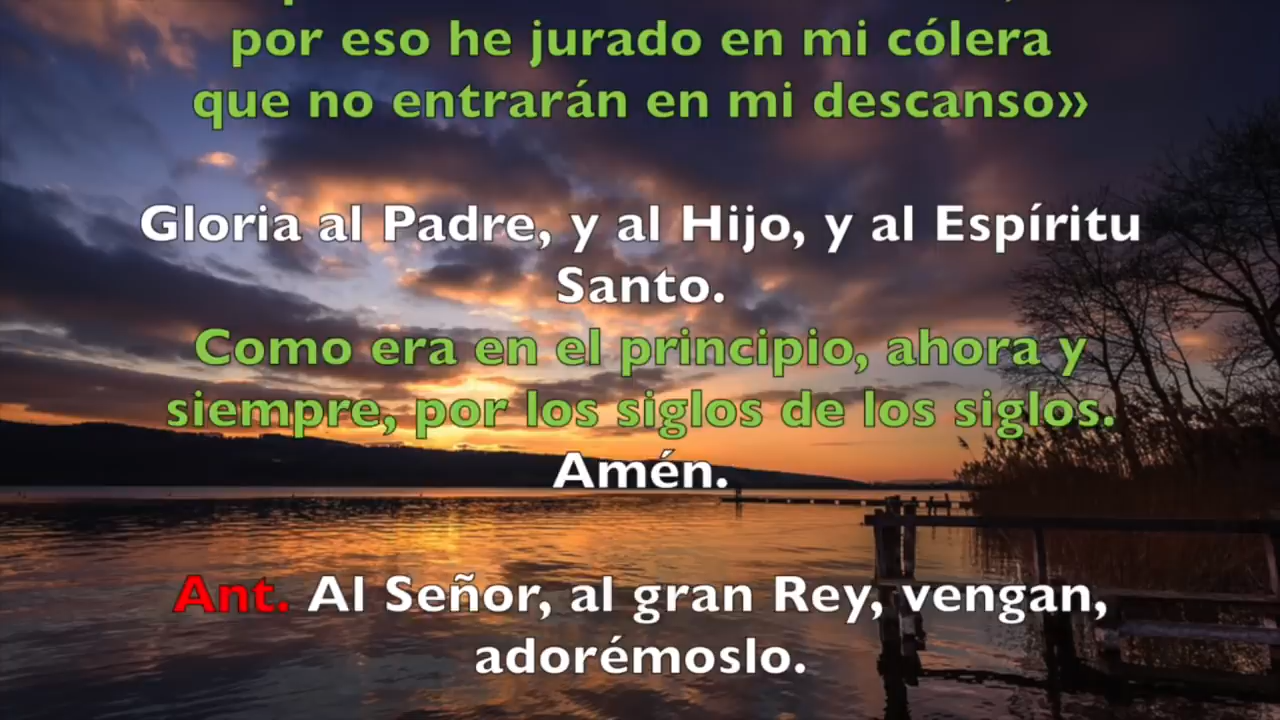 por eso he jurado en mi cólera
que no entrarán en mi descanso»
Gloria al Padre, y al Hijo, y al Espíritu
Santo.
Como era en el principio, ahora y
siempre, por los siglos de los siglos.
Amén.
Ant. Al Señor, al gran Rey, vengan,
adorémoslo.